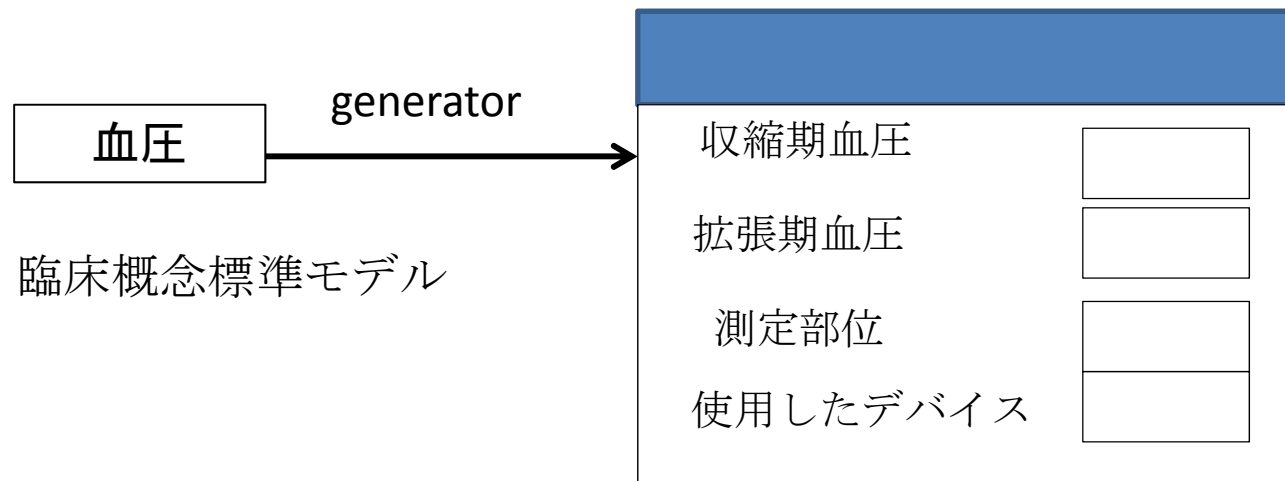 血圧
generator
臨床概念標準モデル
収縮期血圧
拡張期血圧
測定部位
使用したデバイス